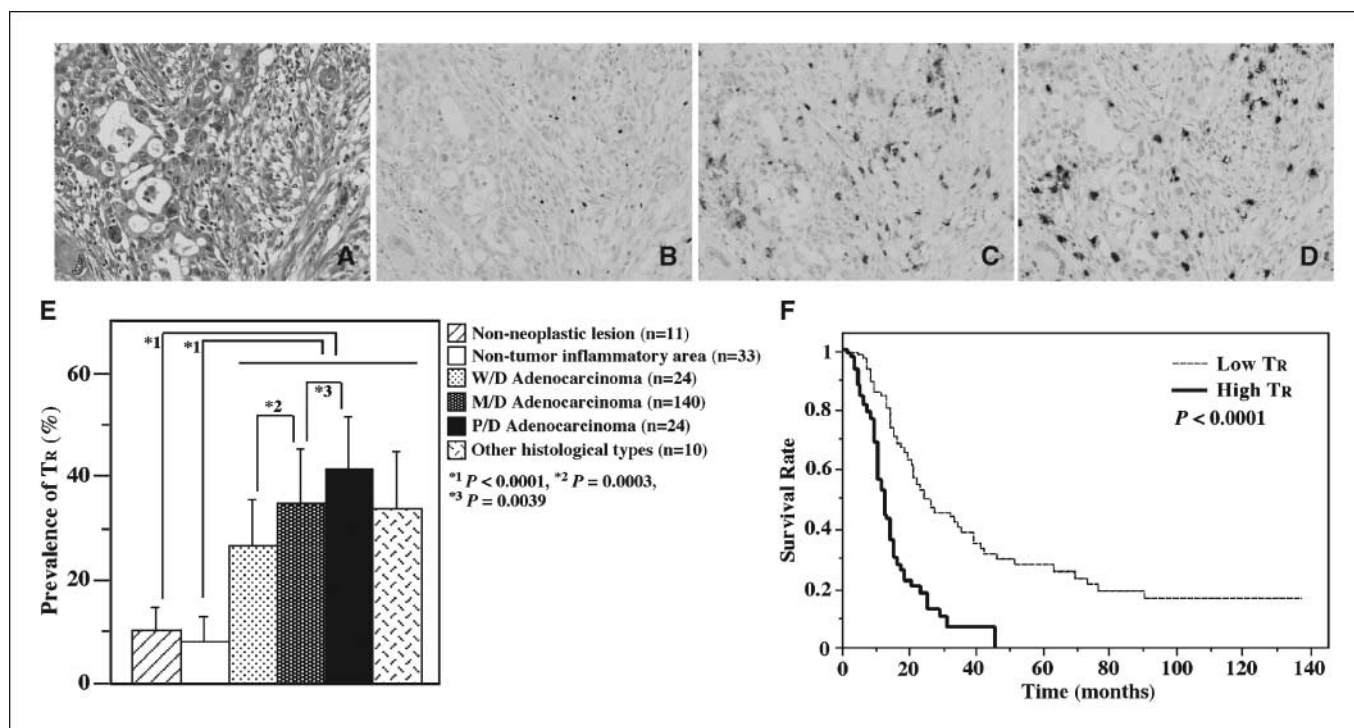 A
B
C
D
E
Prevalence of TR (%)
60
40
20
0
*1
*1
*2
*3
Non-neoplastic lesion (n=11)
Non-tumor inflammatory area (n=33)
W/D Adenocarcinoma (n=24)
M/D Adenocarcinoma (n=140)
P/D Adenocarcinoma (n=24)
Other histological types (n=10)
*1 P < 0.0001, *2 P = 0.0003,
*3 P = 0.0039
F
Survival Rate
1
0.8
0.6
0.4
0.2
0
Low TR
High TR
P < 0.0001
0 20 40 60 80 100 120 140
Time (months)